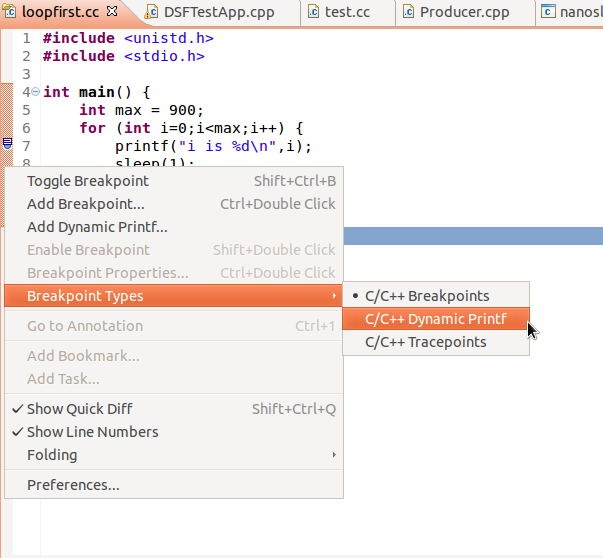 loopfirst.cc DSFTestApp.cpp test.cc Producer.cpp nanosl
1 #include <unistd.h>
2 #include <stdio.h>
3
4 int main() {
5 int max = 900;
6 for (int i=0;i<max;i++) {
7 printf("i is %d\n",i);
8 sleep(1);
Toggle Breakpoint Shift+Ctrl+B
Add Breakpoint... Ctrl+Double Click
Add Dynamic Printf...
Enable Breakpoint Shift+Double Click
Breakpoint Properties... Ctrl+Double Click
Breakpoint Types
C/C++ Breakpoints
C/C++ Dynamic Printf
C/C++ Tracepoints
Go to Annotation Ctrl+1
Add Bookmark...
Add Task...
Show Quick Diff Shift+Ctrl+Q
Show Line Numbers
Folding
Preferences...